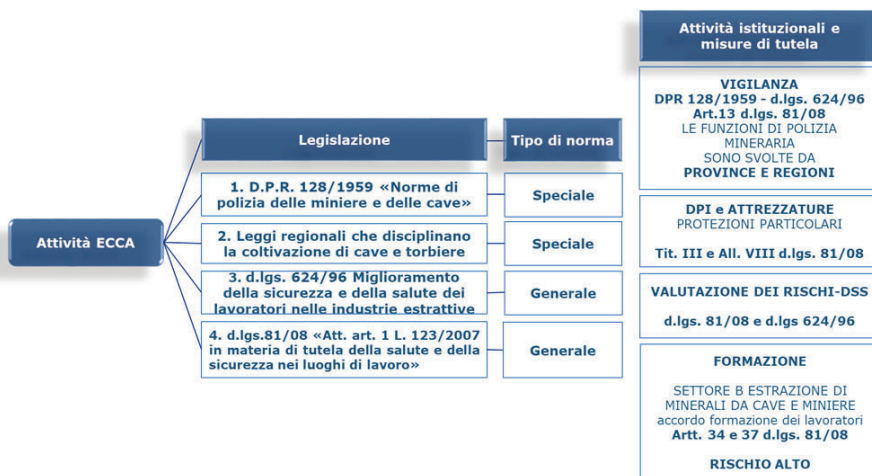 Attività ECCA
Legislazione
Tipo di norma
1. D.P.R. 128/1959 «Norme di
polizia delle miniere e delle cave»
Speciale
2. Leggi regionali che disciplinano
la coltivazione di cave e torbiere
Speciale
3. d.lgs. 624/96 Miglioramento
della sicurezza e della salute dei
lavoratori nelle industrie estrattive
Generale
4. d.lgs.81/08 «Att. art. 1 L. 123/2007
in materia di tutela della salute e della
sicurezza nei luoghi di lavoro»
Generale
Attività istituzionali e
misure di tutela
VIGILANZA
DPR 128/1959 - d.lgs. 624/96
Art.13 d.lgs. 81/08
LE FUNZIONI DI POLIZIA
MINERARIA
SONO SVOLTE DA
PROVINCE E REGIONI
DPI e ATTREZZATURE
PROTEZIONI PARTICOLARI
Tit. III e All. VIII d.lgs. 81/08
VALUTAZIONE DEI RISCHI-DSS
d.lgs. 81/08 e d.lgs 624/96
FORMAZIONE
SETTORE B ESTRAZIONE DI
MINERALI DA CAVE E MINIERE
accordo formazione dei lavoratori
Artt. 34 e 37 d.lgs. 81/08
RISCHIO ALTO